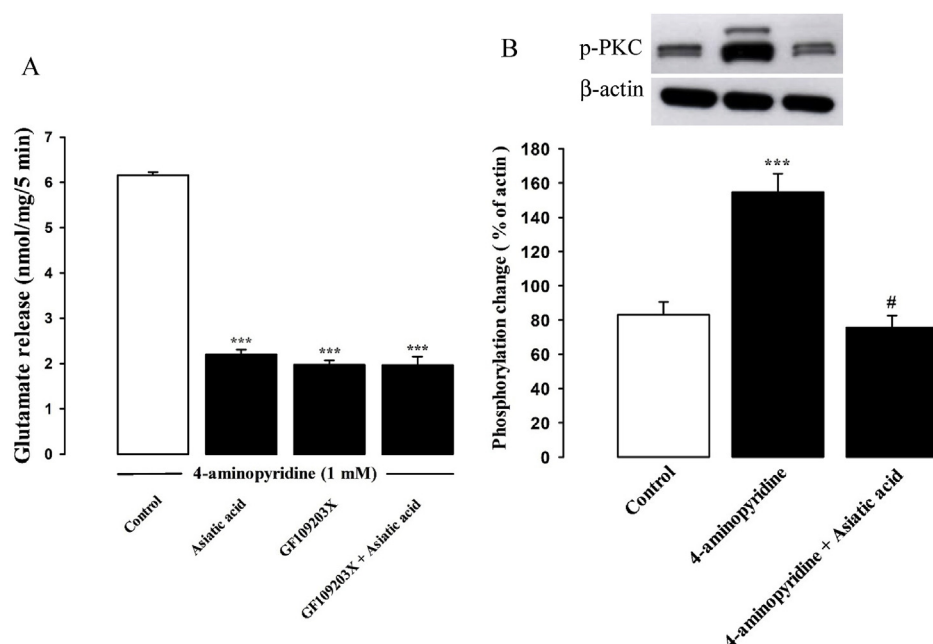 A
Glutamate release (nmol/mg/5 min)
7
6
5
4
3
2
1
0
***
***
***
4-aminopyridine (1 mM)
Control
Asiatic acid
GF109203X
GF109203X + Asiatic acid
B
p-PKC
β-actin
Phosphorylation change ( % of actin )
180
160
140
120
100
80
60
40
20
0
***
#
Control
4-aminopyridine
4-aminopyridine + Asiatic acid